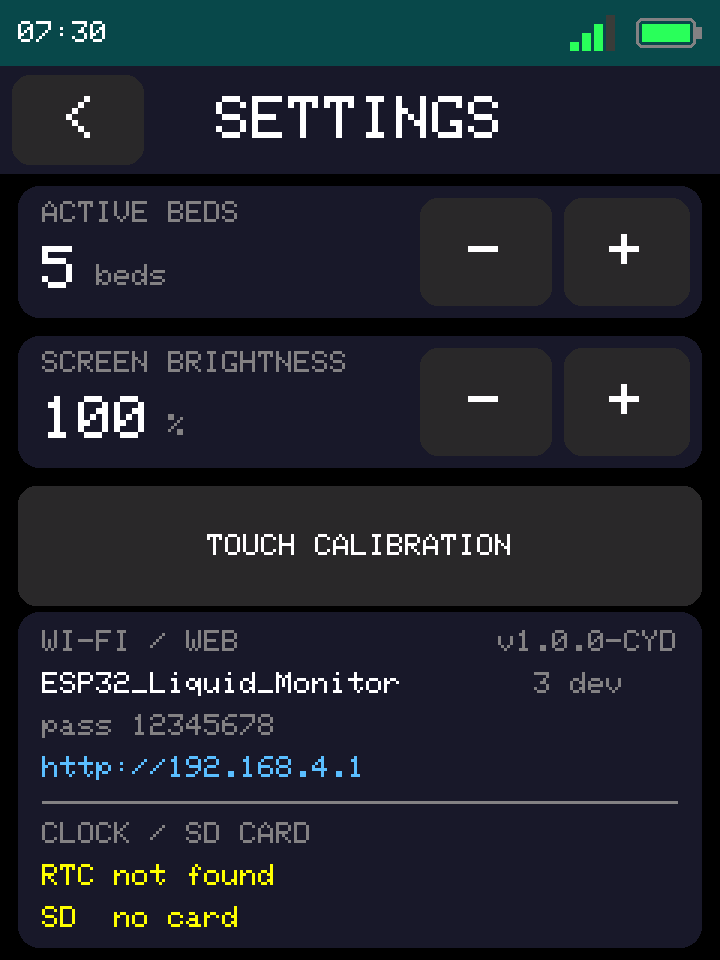 07:30
< SETTINGS
ACTIVE BEDS
5 beds - +
SCREEN BRIGHTNESS
100 % - +
TOUCH CALIBRATION
WI-FI / WEB v1.0.0-CYD
ESP32_Liquid_Monitor 3 dev
pass 12345678
http://192.168.4.1
CLOCK / SD CARD
RTC not found
SD no card